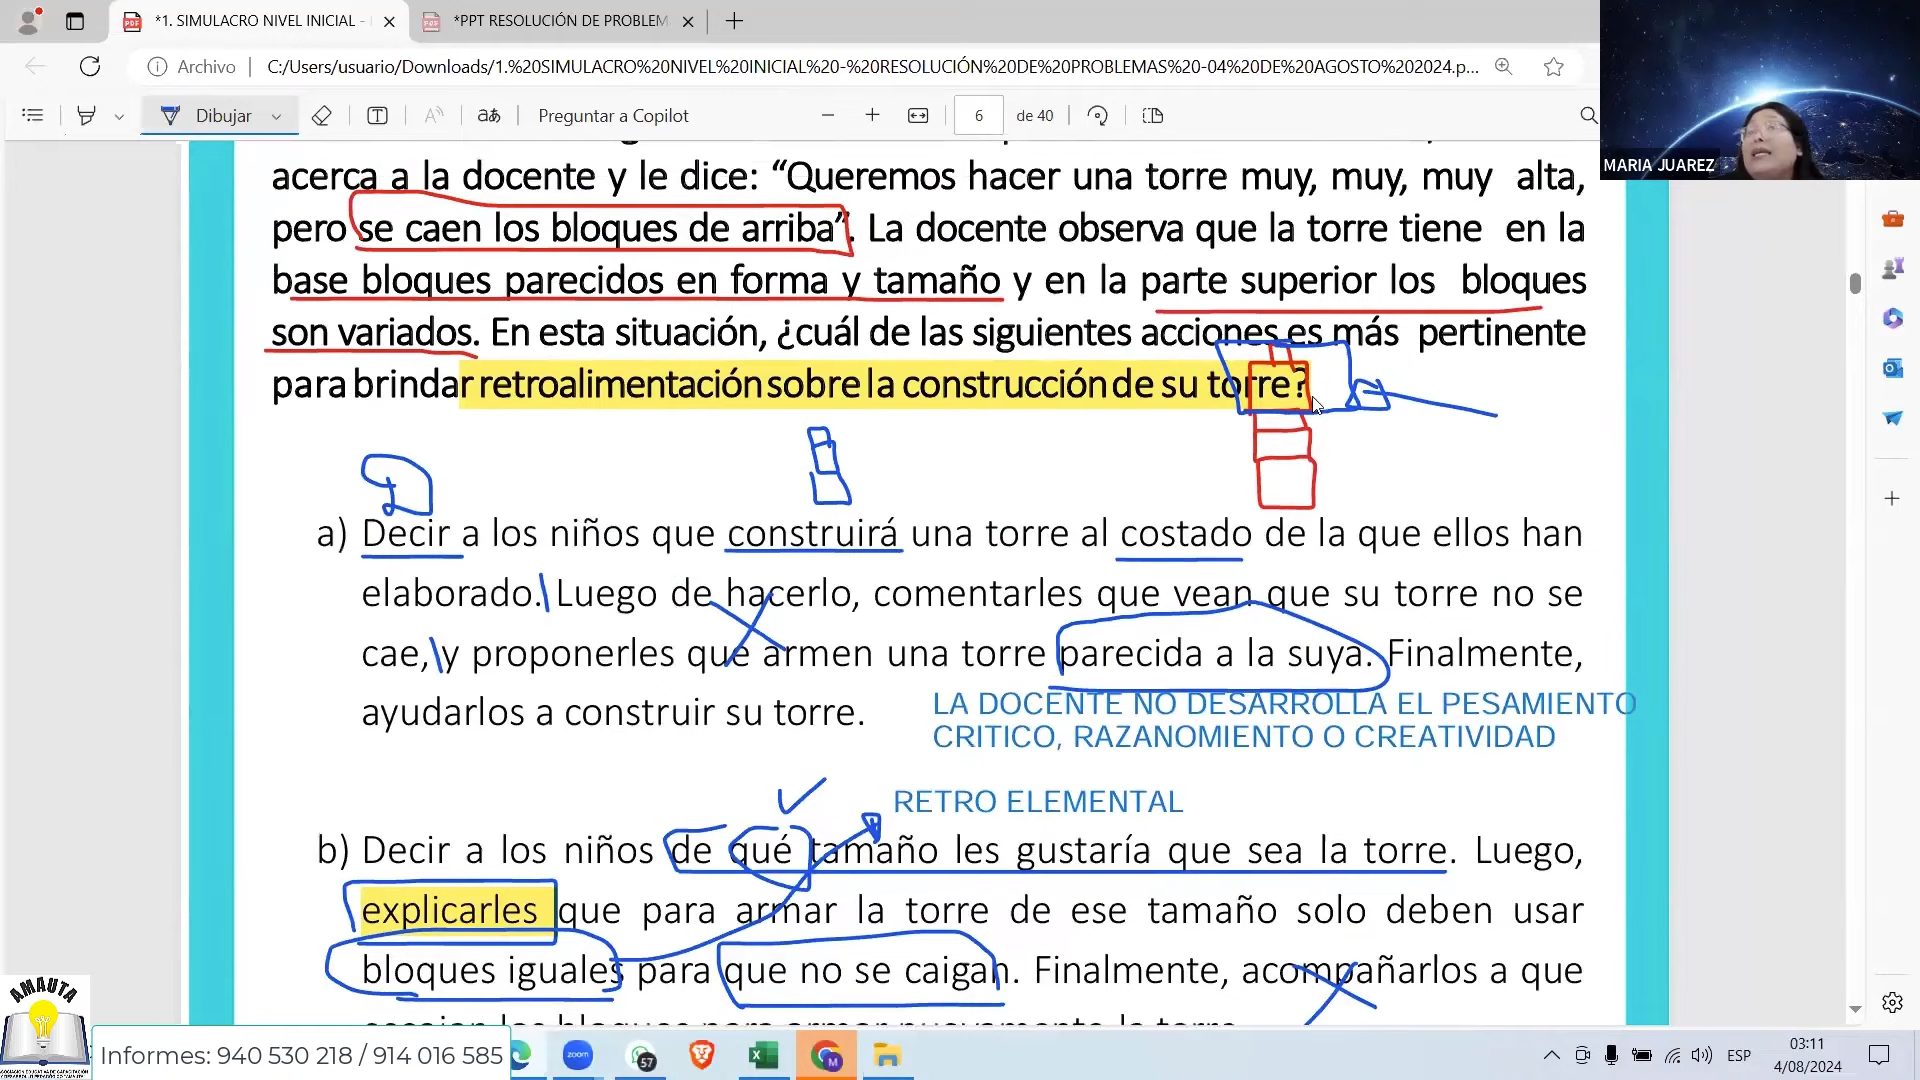 *1. SIMULACRO NIVEL INICIAL -
*PPT RESOLUCIÓN DE PROBLEM
Archivo
C:/Users/usuario/Downloads/1.%20SIMULACRO%20NIVEL%20INICIAL%20-%20RESOLUCIÓN%20DE%20PROBLEMAS%20-04%20DE%20AGOSTO%202024.p...
Dibujar
Preguntar a Copilot
6
de 40
MARIA JUAREZ
acerca a la docente y le dice: “Queremos hacer una torre muy, muy, muy alta,
pero se caen los bloques de arriba”. La docente observa que la torre tiene en la
base bloques parecidos en forma y tamaño y en la parte superior los bloques
son variados. En esta situación, ¿cuál de las siguientes acciones es más pertinente
para brindar retroalimentación sobre la construcción de su torre?
a) Decir a los niños que construirá una torre al costado de la que ellos han
elaborado. Luego de hacerlo, comentarles que vean que su torre no se
cae, y proponerles que armen una torre parecida a la suya. Finalmente,
ayudarlos a construir su torre.
LA DOCENTE NO DESARROLLA EL PESAMIENTO
CRITICO, RAZANOMIENTO O CREATIVIDAD
RETRO ELEMENTAL
b) Decir a los niños de qué tamaño les gustaría que sea la torre. Luego,
explicarles que para armar la torre de ese tamaño solo deben usar
bloques iguales para que no se caigan. Finalmente, acompañarlos a que
AMAUTA
Informes: 940 530 218 / 914 016 585
zoom
57
M
ESP
03:11
4/08/2024